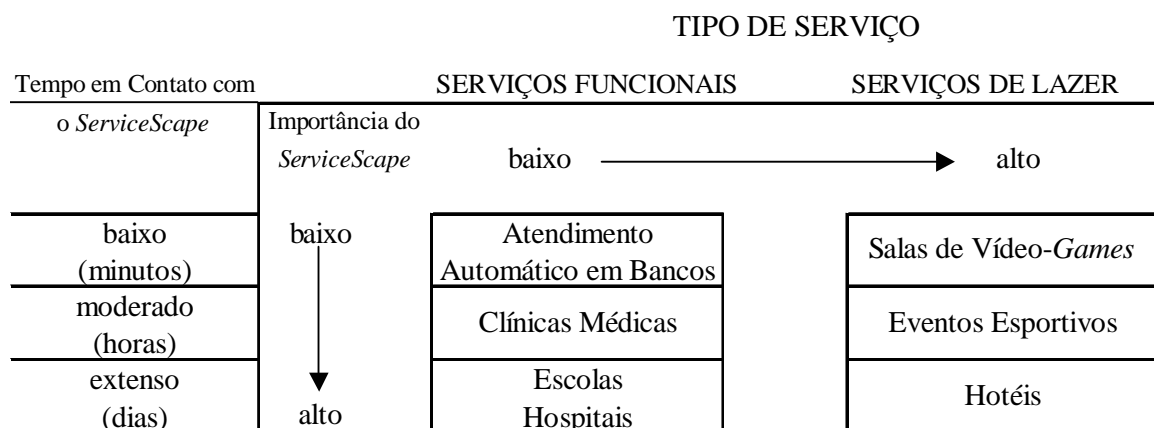 TIPO DE SERVIÇO
Tempo em Contato com SERVIÇOS FUNCIONAIS SERVIÇOS DE LAZER
o ServiceScape Importância do
ServiceScape baixo alto
baixo baixo Atendimento
(minutos) Automático em Bancos Salas de Vídeo-Games
moderado
(horas) Clínicas Médicas Eventos Esportivos
extenso Escolas
(dias) alto Hospitais Hotéis